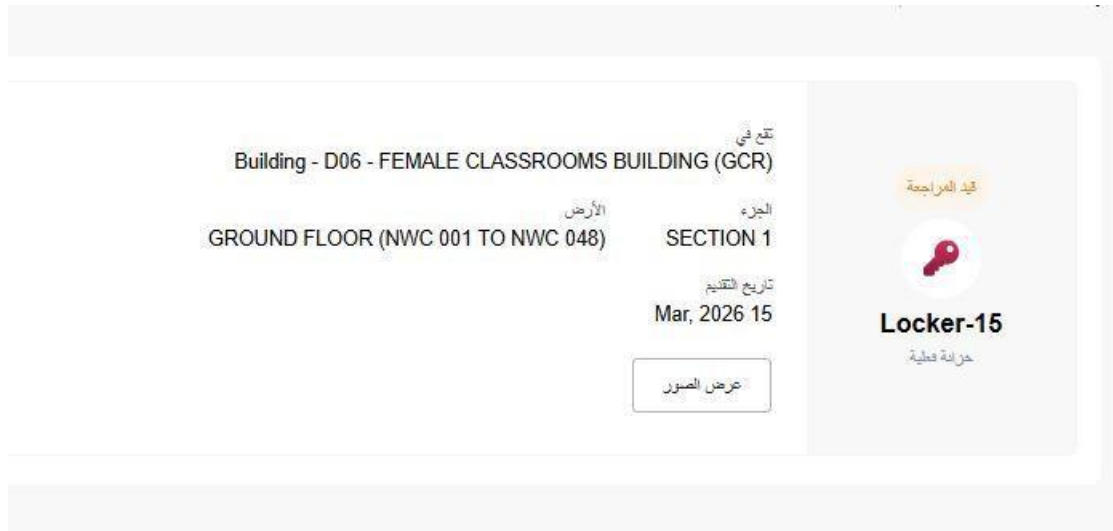 تقع في
Building - D06 - FEMALE CLASSROOMS BUILDING (GCR)
الجزء
SECTION 1
الأرض
GROUND FLOOR (NWC 001 TO NWC 048)
تاريخ التقديم
Mar, 2026 15
عرض الصور
قيد المراجعة
Locker-15
خزانة فعلية